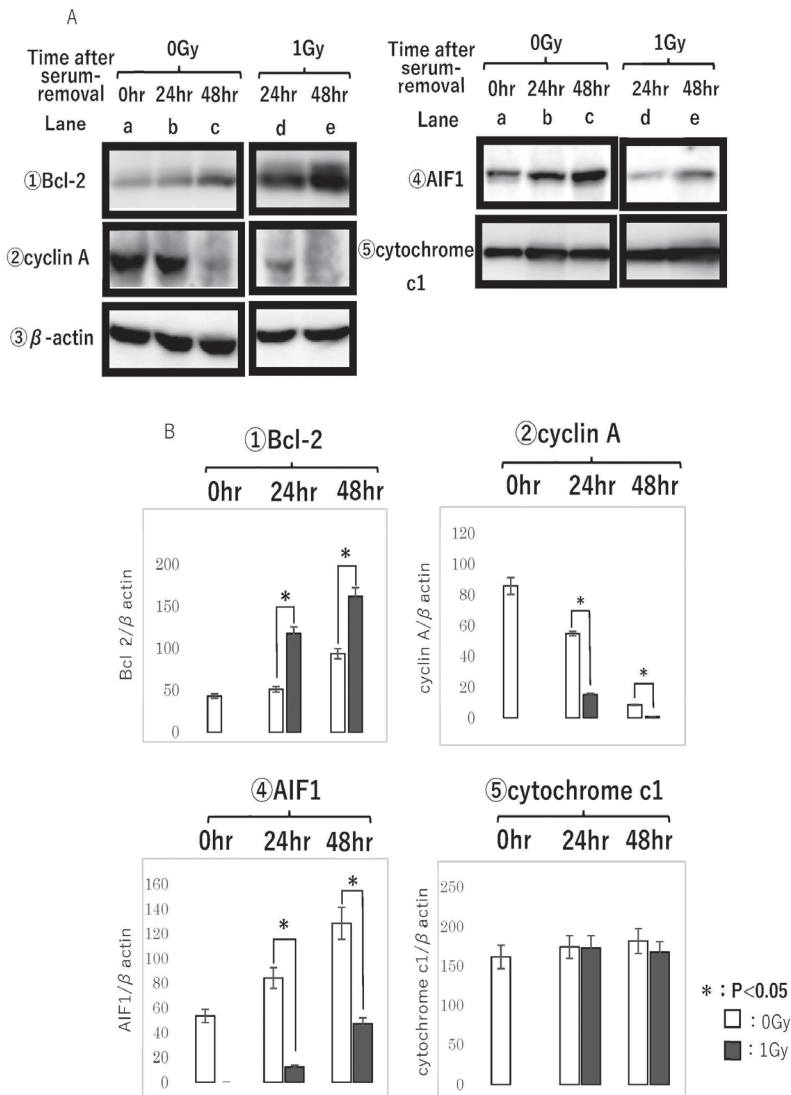 A
Time after
serum-
removal
0Gy
1Gy
0hr 24hr 48hr
24hr 48hr
Lane a b c d e
①Bcl-2
②cyclin A
③β-actin
Time after
serum-
removal
0Gy
1Gy
0hr 24hr 48hr
24hr 48hr
Lane a b c d e
④AIF1
⑤cytochrome
c1
B
①Bcl-2
0hr 24hr 48hr
Bcl 2/β actin
200
150
100
50
0
*
*
②cyclin A
0hr 24hr 48hr
cyclin A/β actin
120
100
80
60
40
20
0
*
*
④AIF1
0hr 24hr 48hr
AIF1/β actin
160
140
120
100
80
60
40
20
0
*
*
⑤cytochrome c1
0hr 24hr 48hr
cytochrome c1/β actin
250
200
150
100
50
0
*：P<0.05
：0Gy
：1Gy